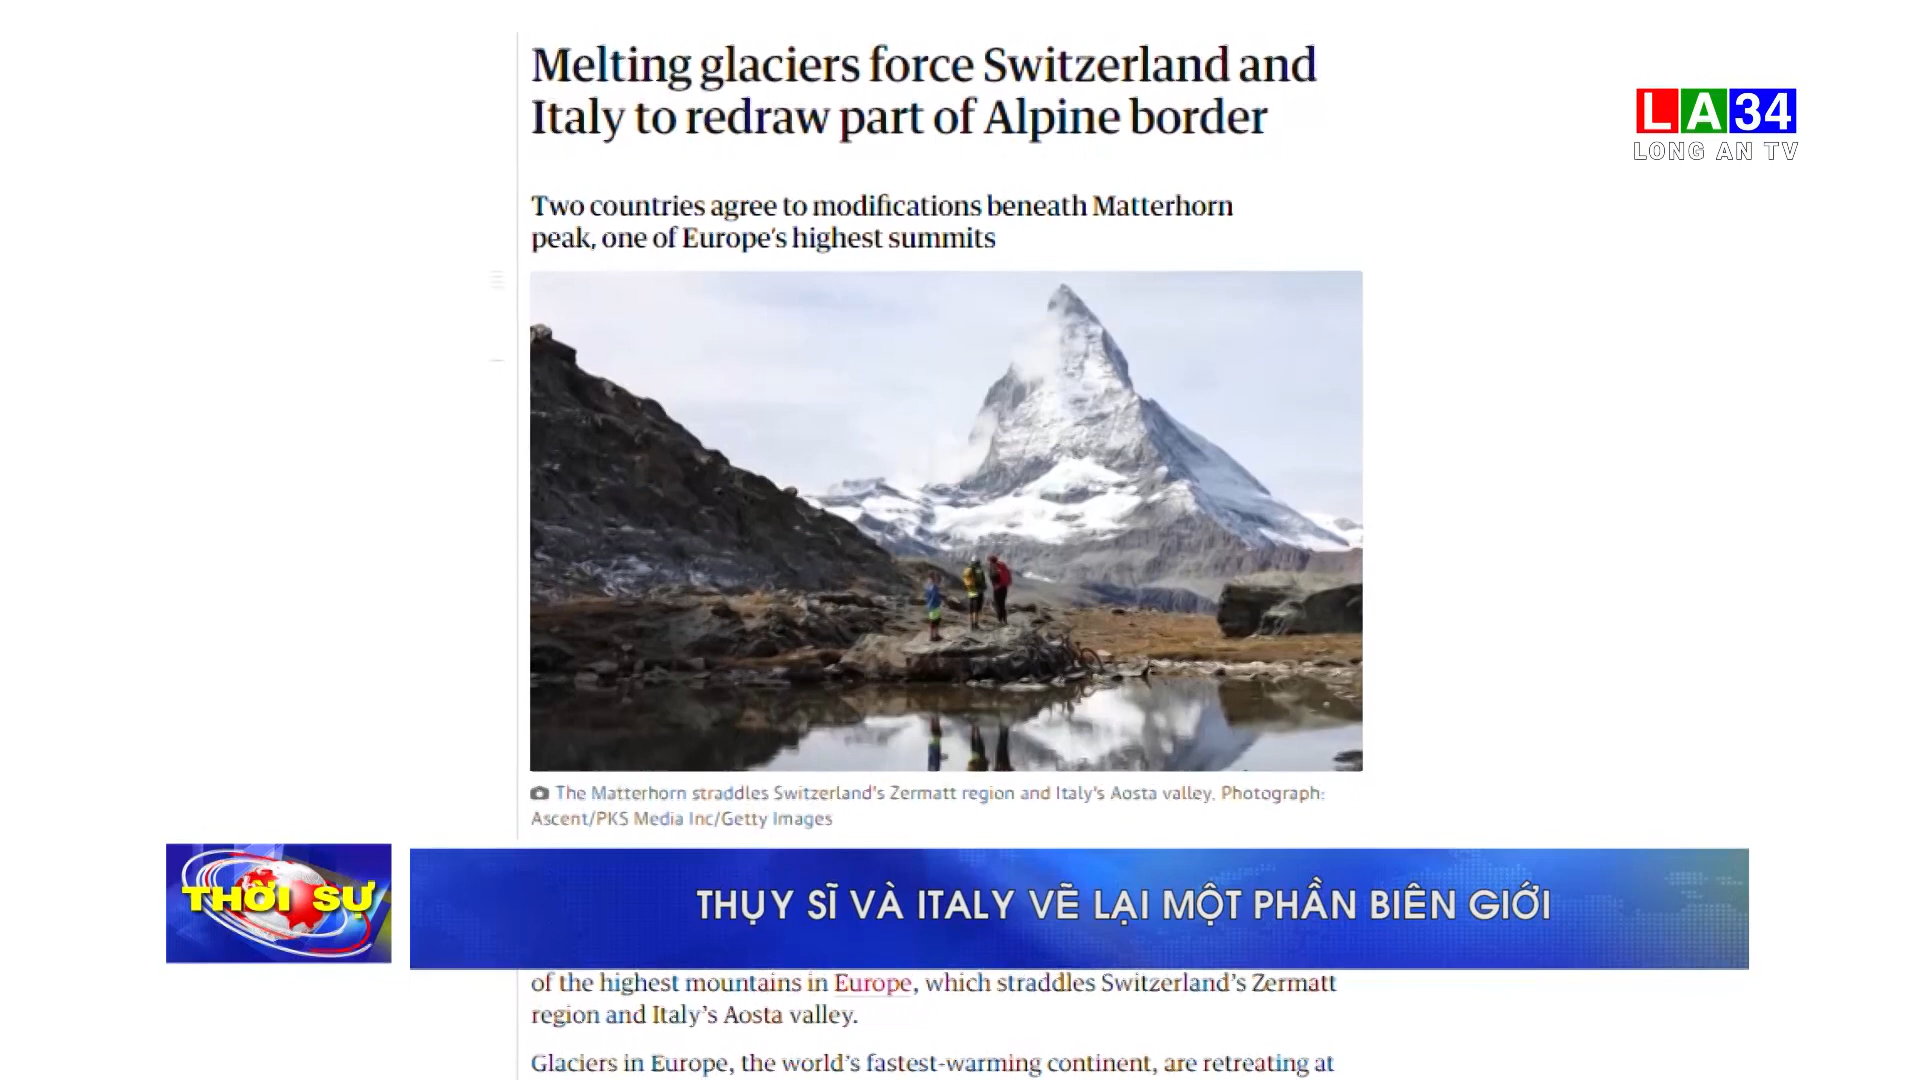 Melting glaciers force Switzerland and
Italy to redraw part of Alpine border
LA34
LONG AN TV
Two countries agree to modifications beneath Matterhorn
peak, one of Europe's highest summits
The Matterhorn straddles Switzerland's Zermatt region and Italy's Aosta valley. Photograph:
Ascent/PKS Media Inc/Getty Images
THỜI SỰ
THỤY SĨ VÀ ITALY VẼ LẠI MỘT PHẦN BIÊN GIỚI
of the highest mountains in Europe, which straddles Switzerland's Zermatt
region and Italy's Aosta valley.
Glaciers in Europe, the world's fastest-warming continent, are retreating at